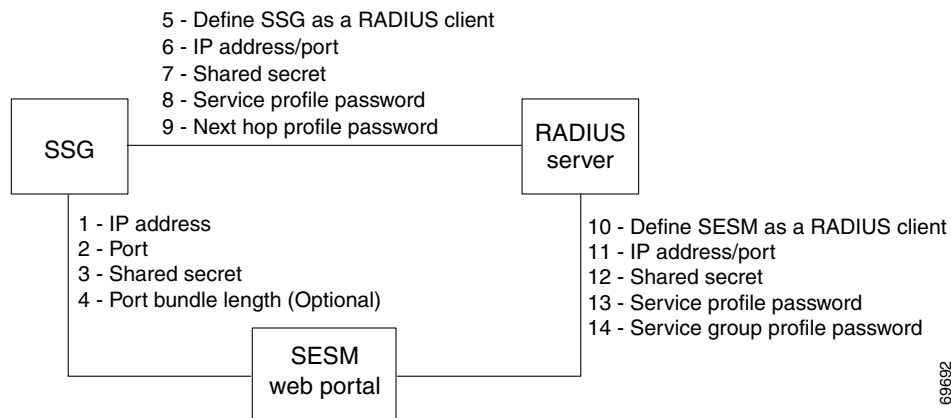 5 - Define SSG as a RADIUS client
6 - IP address/port
7 - Shared secret
8 - Service profile password
9 - Next hop profile password
SSG
RADIUS
server
1 - IP address
2 - Port
3 - Shared secret
4 - Port bundle length (Optional)
10 - Define SESM as a RADIUS client
11 - IP address/port
12 - Shared secret
13 - Service profile password
14 - Service group profile password
SESM
web portal
69692